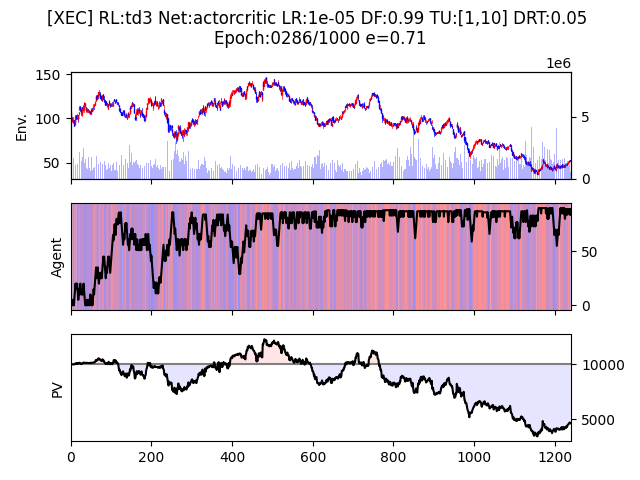 [XEC] RL:td3 Net:actorcritic LR:1e-05 DF:0.99 TU:[1,10] DRT:0.05
Epoch:0286/1000 e=0.71
1e6
150
100
50
Env.
5
0
Agent
50
0
PV
10000
5000
0
200
400
600
800
1000
1200